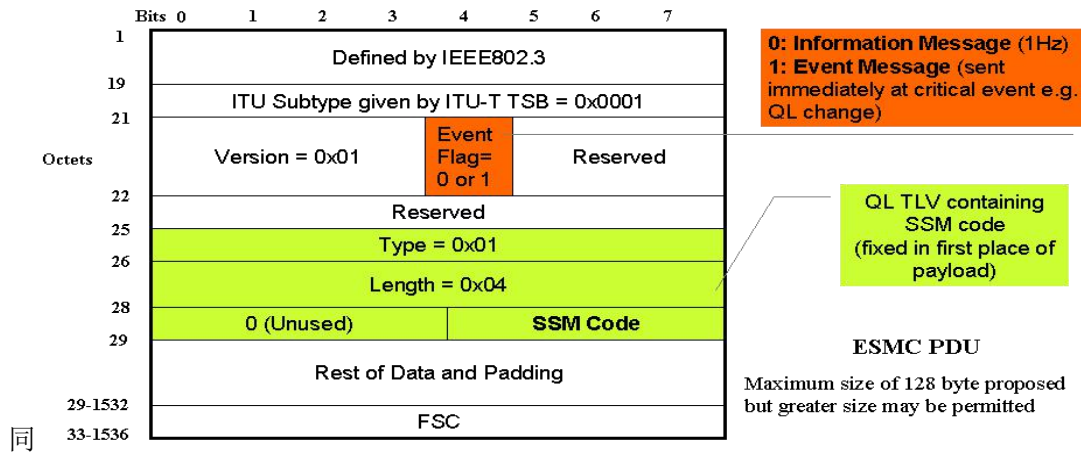 Bits 0 1 2 3 4 5 6 7
1
Defined by IEEE802.3
19
ITU Subtype given by ITU-T TSB = 0x0001
21
Octets
Version = 0x01
Event
Flag=
0 or 1
Reserved
22
Reserved
25
Type = 0x01
26
Length = 0x04
28
0 (Unused)
SSM Code
29
Rest of Data and Padding
29-1532
FSC
33-1536
同
0: Information Message (1Hz)
1: Event Message (sent
immediately at critical event e.g.
QL change)
QL TLV containing
SSM code
(fixed in first place of
payload)
ESMC PDU
Maximum size of 128 byte proposed
but greater size may be permitted